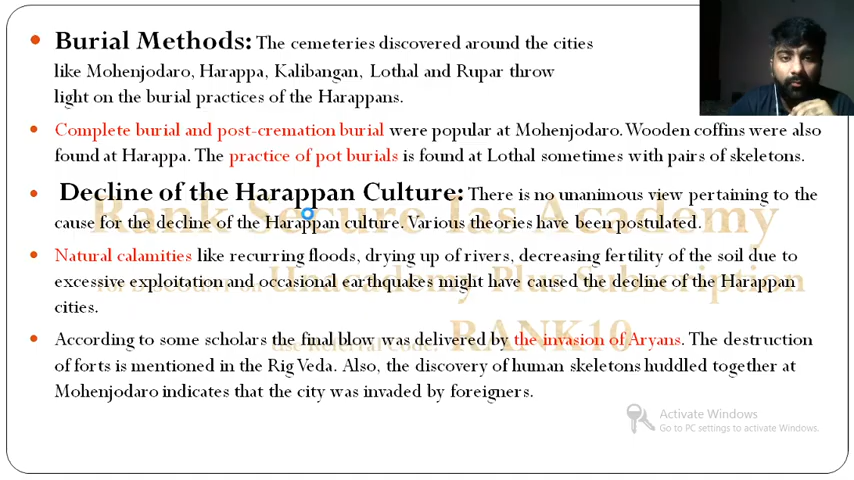 Burial Methods: The cemeteries discovered around the cities
like Mohenjodaro, Harappa, Kalibangan, Lothal and Rupar throw
light on the burial practices of the Harappans.
Complete burial and post-cremation burial were popular at Mohenjodaro. Wooden coffins were also
found at Harappa. The practice of pot burials is found at Lothal sometimes with pairs of skeletons.
Decline of the Harappan Culture: There is no unanimous view pertaining to the
cause for the decline of the Harappan culture. Various theories have been postulated.
Rank Secure Ias Academy
Natural calamities like recurring floods, drying up of rivers, decreasing fertility of the soil due to
excessive exploitation and occasional earthquakes might have caused the decline of the Harappan
cities.
for Discount on Unacademy Plus Subscription
According to some scholars the final blow was delivered by the invasion of Aryans. The destruction
Use Referral Code: RANK10
of forts is mentioned in the Rig Veda. Also, the discovery of human skeletons huddled together at
Mohenjodaro indicates that the city was invaded by foreigners.
Activate Windows
Go to PC settings to activate Windows.